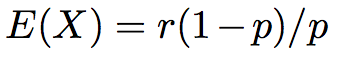 E(X) = r(1−p)/p